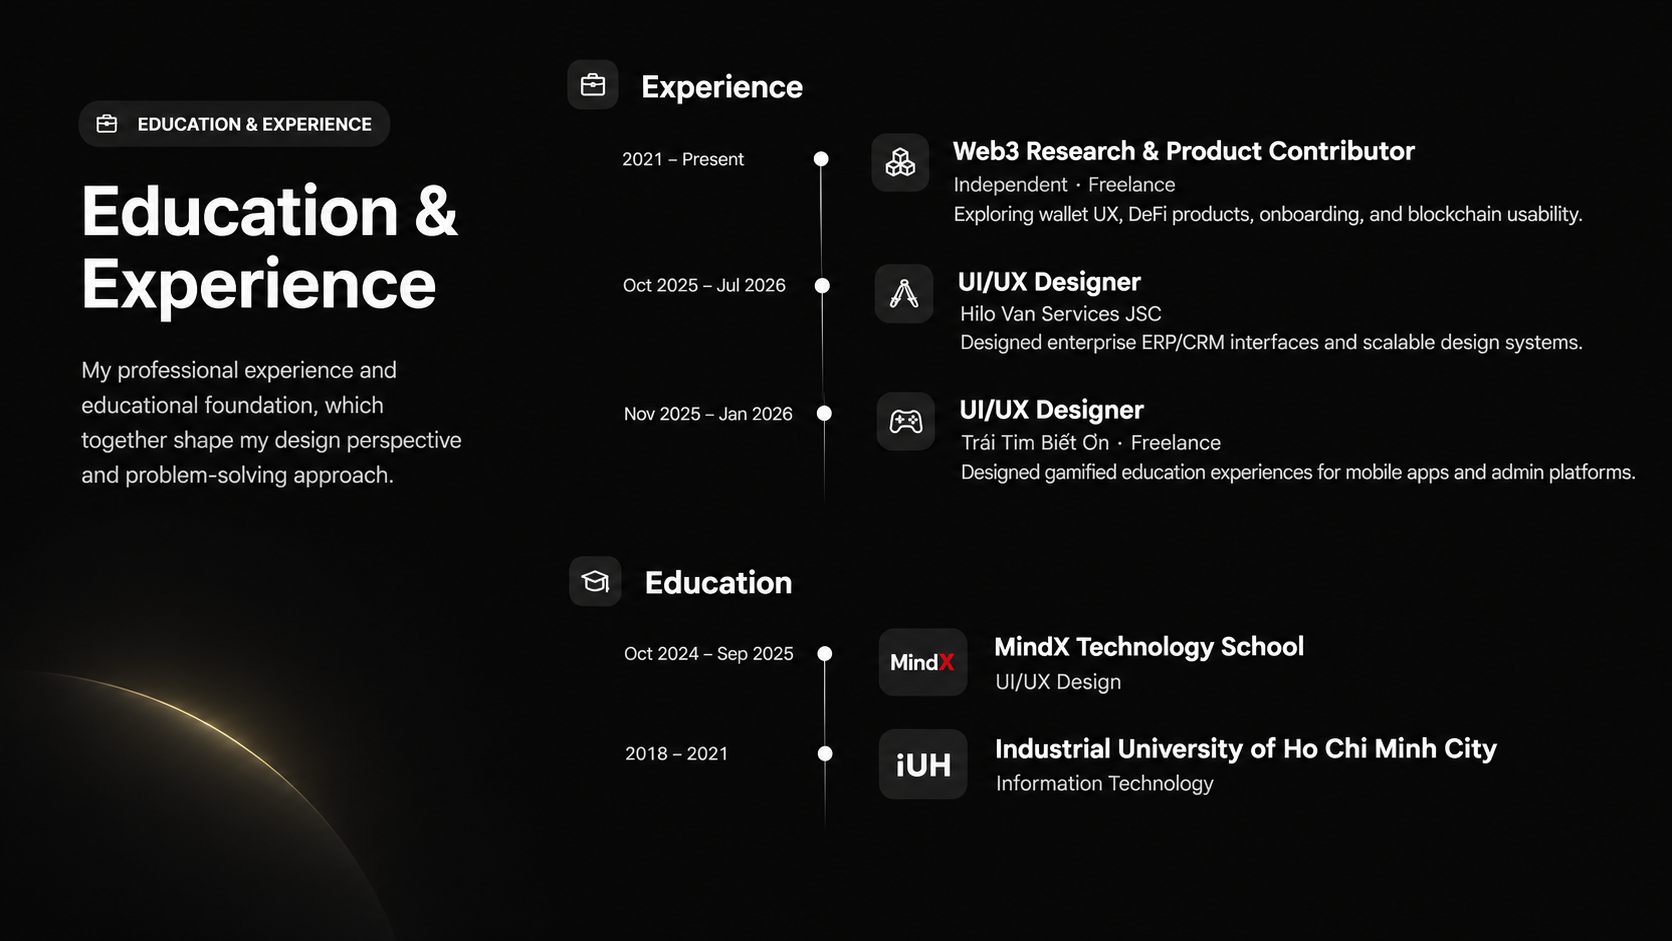 EDUCATION & EXPERIENCE
Education &
Experience
My professional experience and
educational foundation, which
together shape my design perspective
and problem-solving approach.
Experience
2021 – Present
Web3 Research & Product Contributor
Independent · Freelance
Exploring wallet UX, DeFi products, onboarding, and blockchain usability.
Oct 2025 – Jul 2026
UI/UX Designer
Hilo Van Services JSC
Designed enterprise ERP/CRM interfaces and scalable design systems.
Nov 2025 – Jan 2026
UI/UX Designer
Trái Tim Biết Ơn · Freelance
Designed gamified education experiences for mobile apps and admin platforms.
Education
Oct 2024 – Sep 2025
MindX
MindX Technology School
UI/UX Design
2018 – 2021
iUH
Industrial University of Ho Chi Minh City
Information Technology